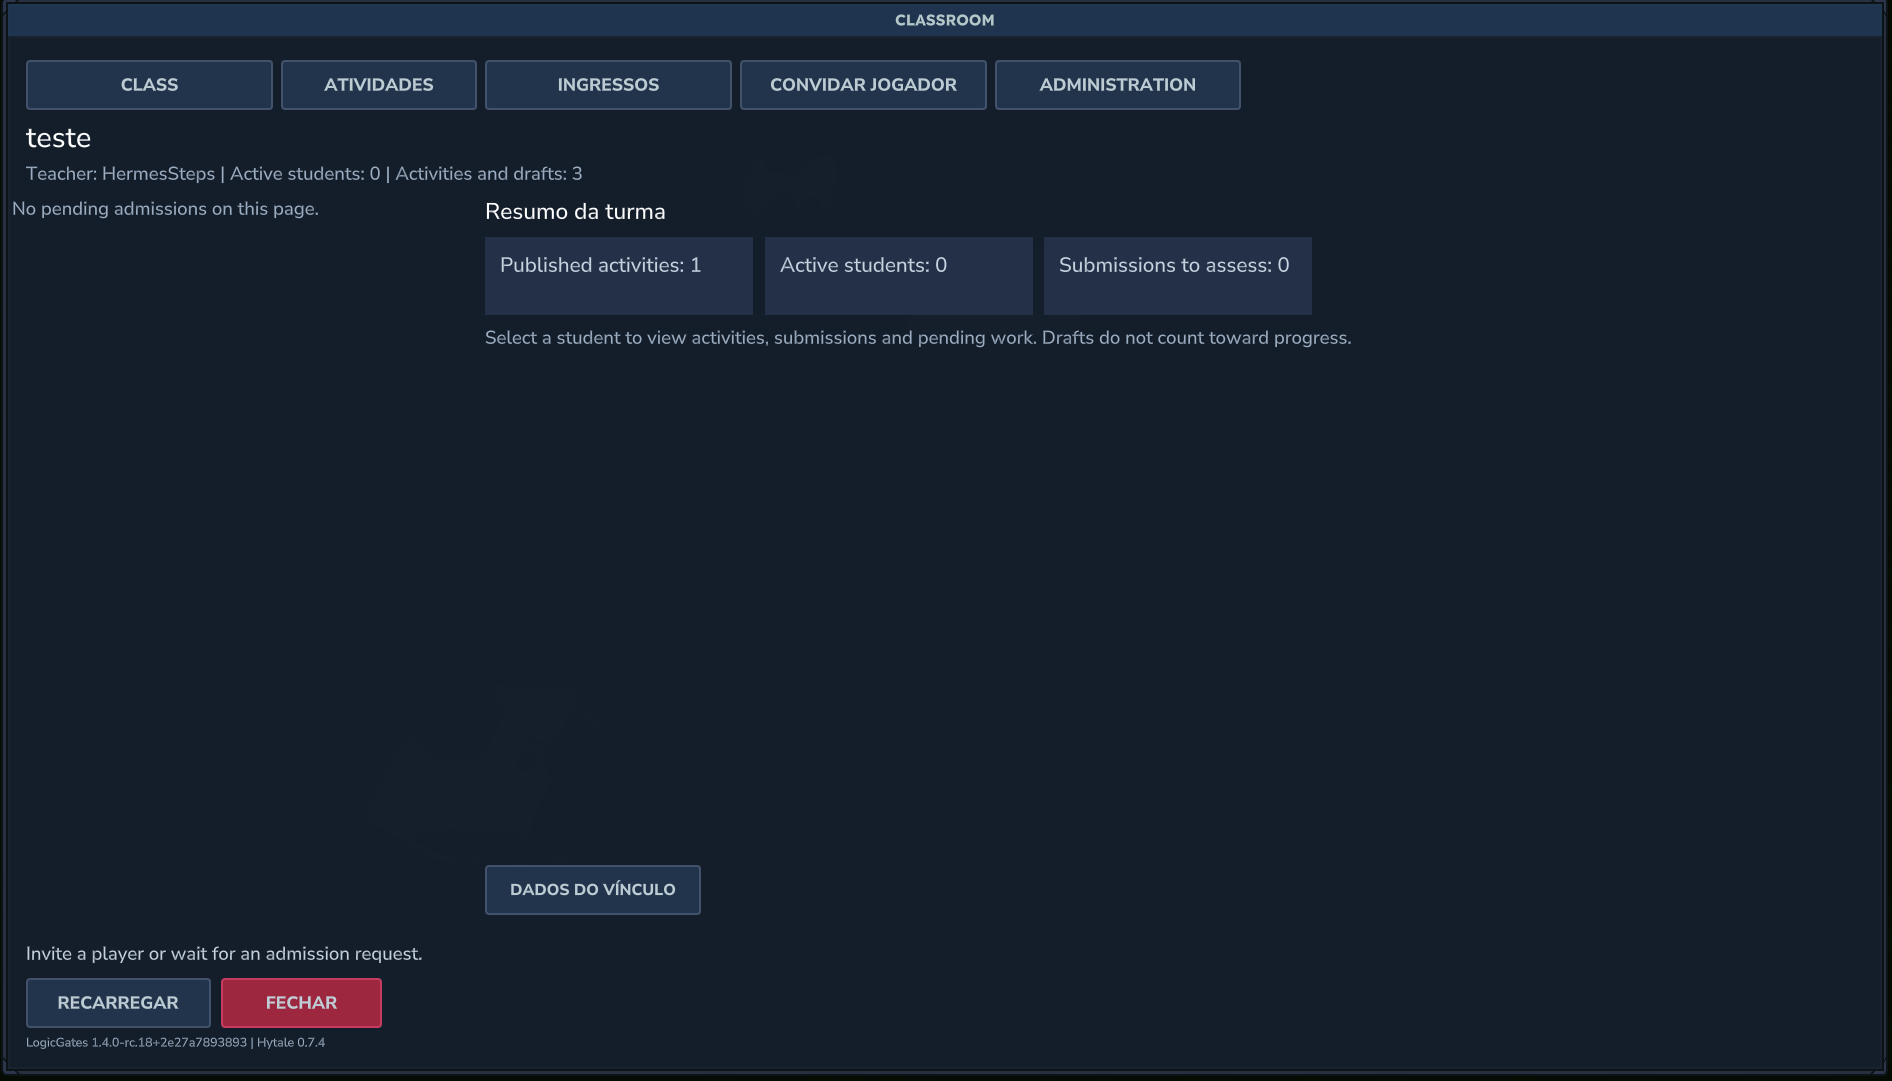 CLASSROOM
CLASS
ATIVIDADES
INGRESSOS
CONVIDAR JOGADOR
ADMINISTRATION
teste
Teacher: HermesSteps | Active students: 0 | Activities and drafts: 3
No pending admissions on this page.
Resumo da turma
Published activities: 1
Active students: 0
Submissions to assess: 0
Select a student to view activities, submissions and pending work. Drafts do not count toward progress.
DADOS DO VÍNCULO
Invite a player or wait for an admission request.
RECARREGAR
FECHAR
LogicGates 1.4.0-rc.18+2e27a7893893 | Hytale 0.7.4